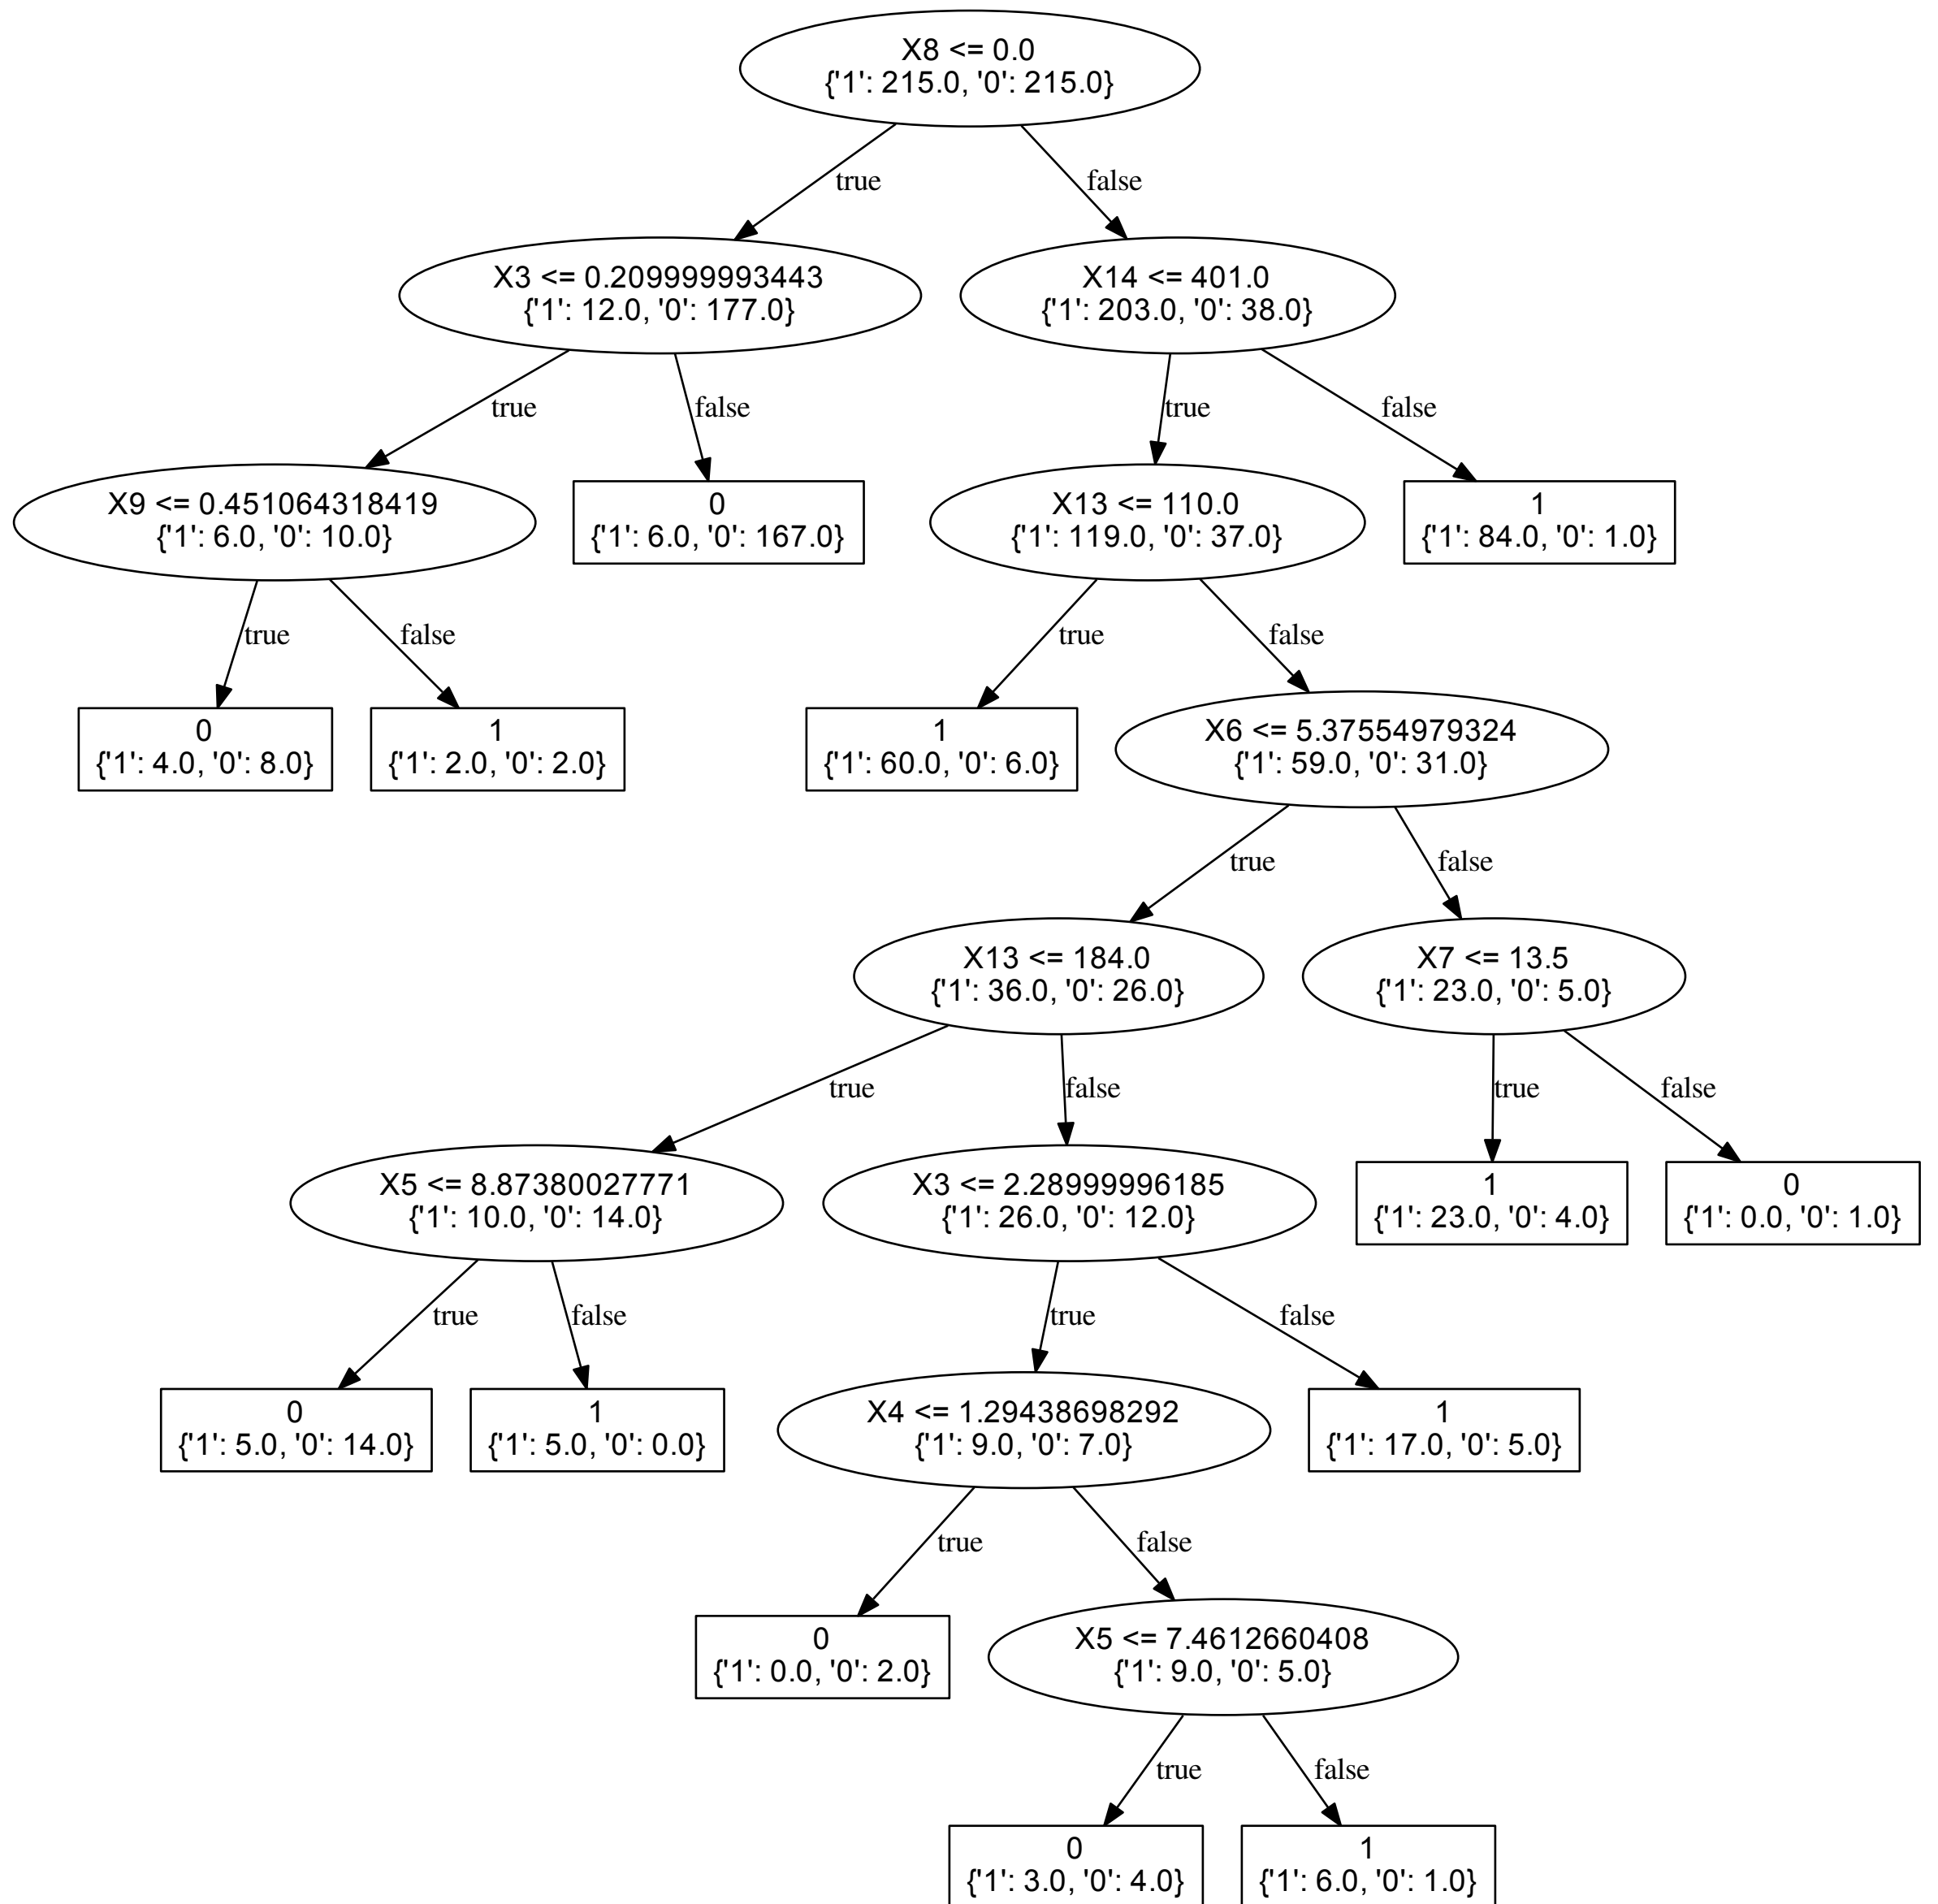 X8 <= 0.0
{'1': 215.0, '0': 215.0}
true
false
X3 <= 0.209999993443
{'1': 12.0, '0': 177.0}
X14 <= 401.0
{'1': 203.0, '0': 38.0}
true
false
true
false
X9 <= 0.451064318419
{'1': 6.0, '0': 10.0}
0
{'1': 6.0, '0': 167.0}
X13 <= 110.0
{'1': 119.0, '0': 37.0}
1
{'1': 84.0, '0': 1.0}
true
false
true
false
0
{'1': 4.0, '0': 8.0}
1
{'1': 2.0, '0': 2.0}
1
{'1': 60.0, '0': 6.0}
X6 <= 5.37554979324
{'1': 59.0, '0': 31.0}
true
false
X13 <= 184.0
{'1': 36.0, '0': 26.0}
X7 <= 13.5
{'1': 23.0, '0': 5.0}
true
false
true
false
X5 <= 8.87380027771
{'1': 10.0, '0': 14.0}
X3 <= 2.28999996185
{'1': 26.0, '0': 12.0}
1
{'1': 23.0, '0': 4.0}
0
{'1': 0.0, '0': 1.0}
true
false
true
false
0
{'1': 5.0, '0': 14.0}
1
{'1': 5.0, '0': 0.0}
X4 <= 1.29438698292
{'1': 9.0, '0': 7.0}
1
{'1': 17.0, '0': 5.0}
true
false
0
{'1': 0.0, '0': 2.0}
X5 <= 7.4612660408
{'1': 9.0, '0': 5.0}
true
false
0
{'1': 3.0, '0': 4.0}
1
{'1': 6.0, '0': 1.0}